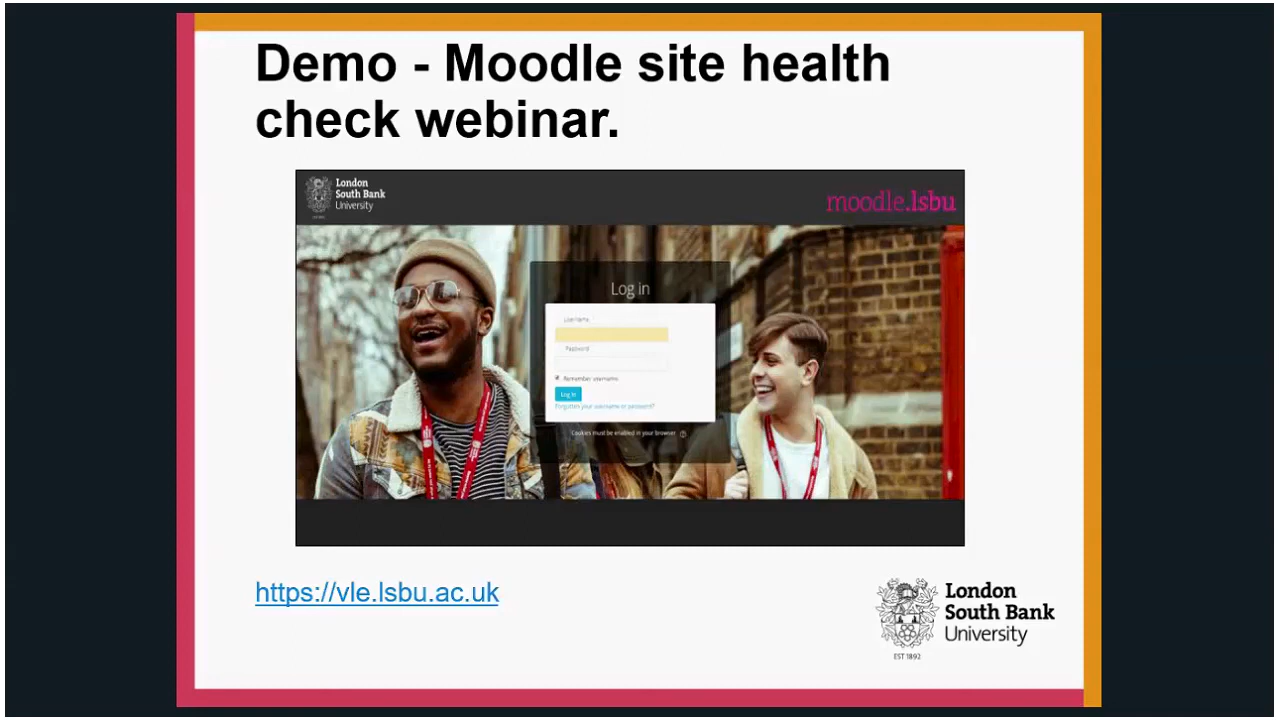 Demo - Moodle site health
check webinar.
London
South Bank
University
moodle.lsbu
Log in
Username
Password
Remember username
Log in
Forgotten your username or password?
Cookies must be enabled in your browser
https://vle.lsbu.ac.uk
London
South Bank
University
EST 1892